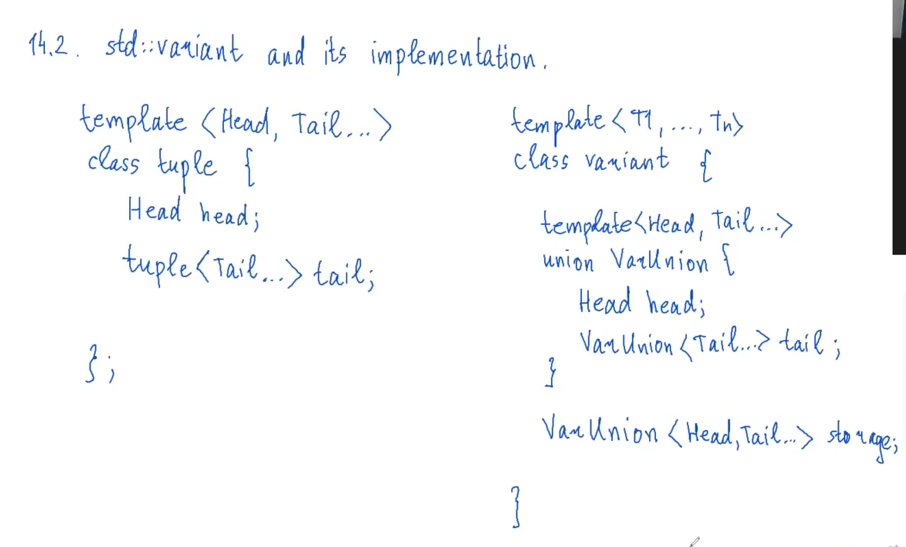 14.2. std::variant and its implementation.
template <Head, Tail...>
class tuple {
Head head;
tuple<Tail...> tail;
};
template <T1, ..., Tn>
class variant {
template<Head, Tail...>
union VarUnion {
Head head;
VarUnion<Tail...> tail;
}
VarUnion <Head, Tail...> storage;
}